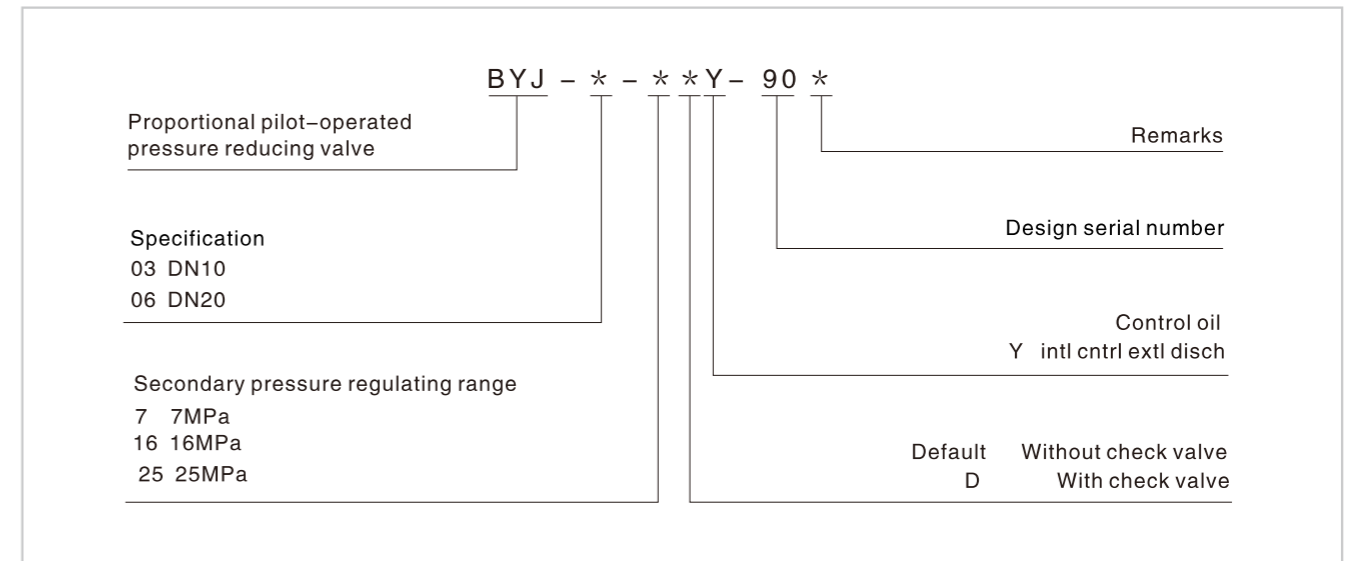 BYJ – * – * * Y – 90 *
Proportional pilot–operated
pressure reducing valve
Specification
03 DN10
06 DN20
Secondary pressure regulating range
7 7MPa
16 16MPa
25 25MPa
Remarks
Design serial number
Control oil
Y intl cntrl extl disch
Default Without check valve
D With check valve